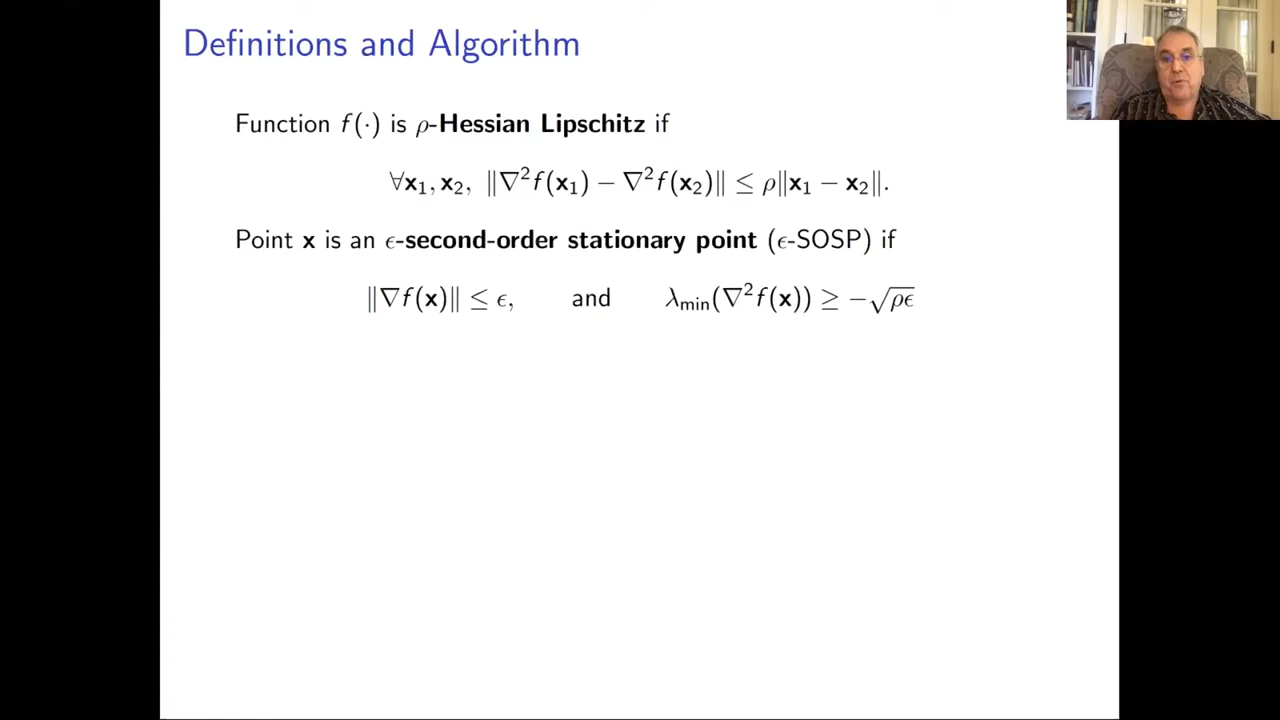 Definitions and Algorithm
Function f(·) is ρ-Hessian Lipschitz if
∀x₁, x₂, ‖∇²f(x₁) − ∇²f(x₂)‖ ≤ ρ‖x₁ − x₂‖.
Point x is an ϵ-second-order stationary point (ϵ-SOSP) if
‖∇f(x)‖ ≤ ϵ, and λmin(∇²f(x)) ≥ −√ρϵ